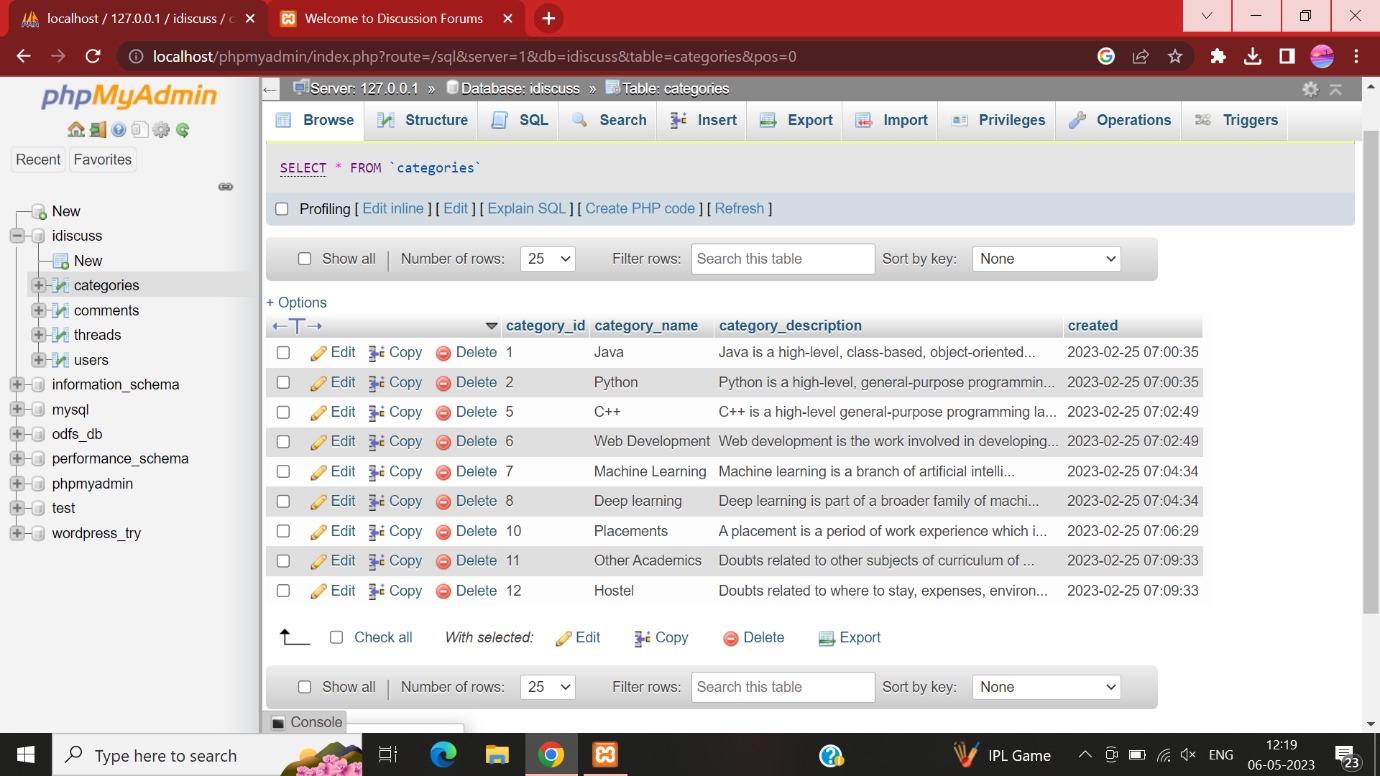 localhost / 127.0.0.1 / idiscuss / c
Welcome to Discussion Forums
localhost/phpmyadmin/index.php?route=/sql&server=1&db=idiscuss&table=categories&pos=0
phpMyAdmin
Recent Favorites
New
idiscuss
New
categories
comments
threads
users
information_schema
mysql
odfs_db
performance_schema
phpmyadmin
test
wordpress_try
Server: 127.0.0.1 » Database: idiscuss » Table: categories
Browse Structure SQL Search Insert Export Import Privileges Operations Triggers
SELECT * FROM `categories`
Profiling [ Edit inline ] [ Edit ] [ Explain SQL ] [ Create PHP code ] [ Refresh ]
Show all | Number of rows: 25 Filter rows: Search this table Sort by key: None
+ Options
←T→ category_id category_name category_description created
Edit Copy Delete 1 Java Java is a high-level, class-based, object-oriented... 2023-02-25 07:00:35
Edit Copy Delete 2 Python Python is a high-level, general-purpose programmin... 2023-02-25 07:00:35
Edit Copy Delete 5 C++ C++ is a high-level general-purpose programming la... 2023-02-25 07:02:49
Edit Copy Delete 6 Web Development Web development is the work involved in developing... 2023-02-25 07:02:49
Edit Copy Delete 7 Machine Learning Machine learning is a branch of artificial intelli... 2023-02-25 07:04:34
Edit Copy Delete 8 Deep learning Deep learning is part of a broader family of machi... 2023-02-25 07:04:34
Edit Copy Delete 10 Placements A placement is a period of work experience which i... 2023-02-25 07:06:29
Edit Copy Delete 11 Other Academics Doubts related to other subjects of curriculum of ... 2023-02-25 07:09:33
Edit Copy Delete 12 Hostel Doubts related to where to stay, expenses, environ... 2023-02-25 07:09:33
Check all With selected: Edit Copy Delete Export
Show all | Number of rows: 25 Filter rows: Search this table Sort by key: None
Console
Type here to search
IPL Game
ENG
12:19
06-05-2023
23